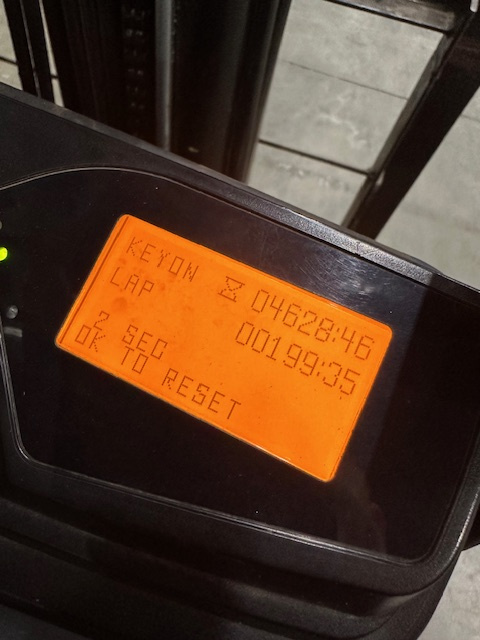 KEYON ⌛ 04628:46
LAP 00199:35
2 SEC
OK TO RESET